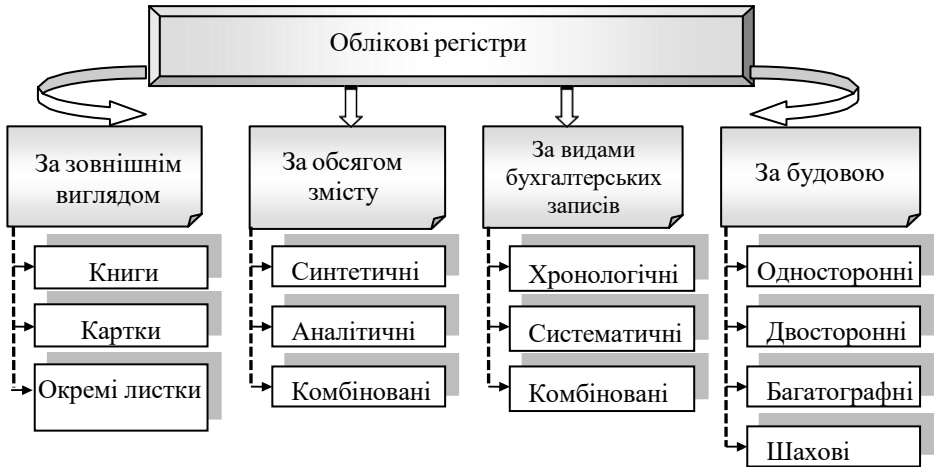 Облікові регістри
За зовнішнім
виглядом
Книги
Картки
Окремі листки
За обсягом
змісту
Синтетичні
Аналітичні
Комбіновані
За видами
бухгалтерських
записів
Хронологічні
Систематичні
Комбіновані
За будовою
Односторонні
Двосторонні
Багатографні
Шахові